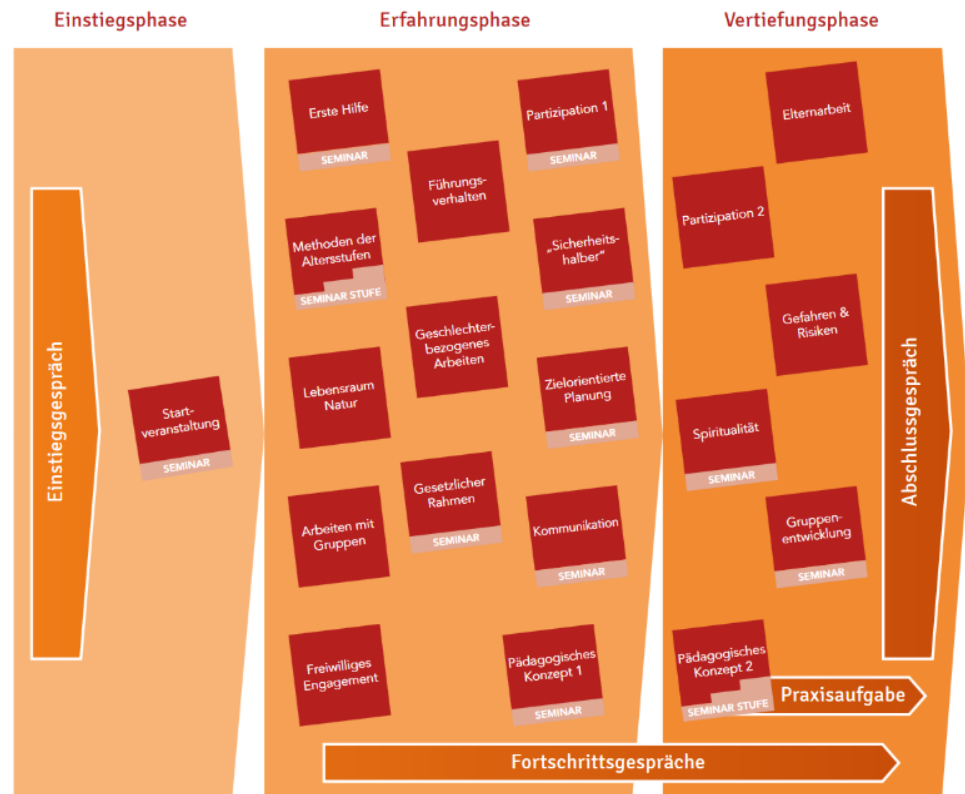 Einstiegsphase
Erfahrungsphase
Vertiefungsphase
Einstiegsgespräch
Start-
veranstaltung
SEMINAR
Erste Hilfe
SEMINAR
Partizipation 1
SEMINAR
Führungs-
verhalten
Methoden der
Altersstufen
SEMINAR STUFE
„Sicherheits-
halber“
SEMINAR
Geschlechter-
bezogenes
Arbeiten
Lebensraum
Natur
Zielorientierte
Planung
SEMINAR
Gesetzlicher
Rahmen
SEMINAR
Arbeiten mit
Gruppen
Kommunikation
SEMINAR
Freiwilliges
Engagement
Pädagogisches
Konzept 1
SEMINAR
Elternarbeit
Partizipation 2
Gefahren &
Risiken
Spiritualität
SEMINAR
Gruppen-
entwicklung
SEMINAR
Pädagogisches
Konzept 2
SEMINAR STUFE
Abschlussgespräch
Praxisaufgabe
Fortschrittsgespräche